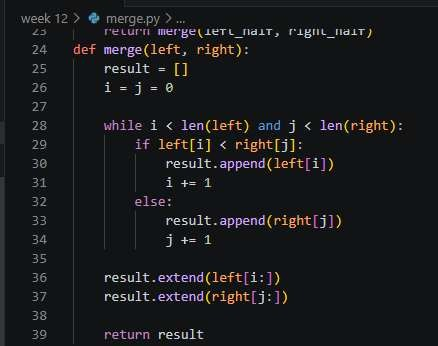 week 12 > merge.py > ...
23 return merge(left_half, right_half)
24 def merge(left, right):
25     result = []
26     i = j = 0
27
28     while i < len(left) and j < len(right):
29         if left[i] < right[j]:
30             result.append(left[i])
31             i += 1
32         else:
33             result.append(right[j])
34             j += 1
35
36     result.extend(left[i:])
37     result.extend(right[j:])
38
39     return result